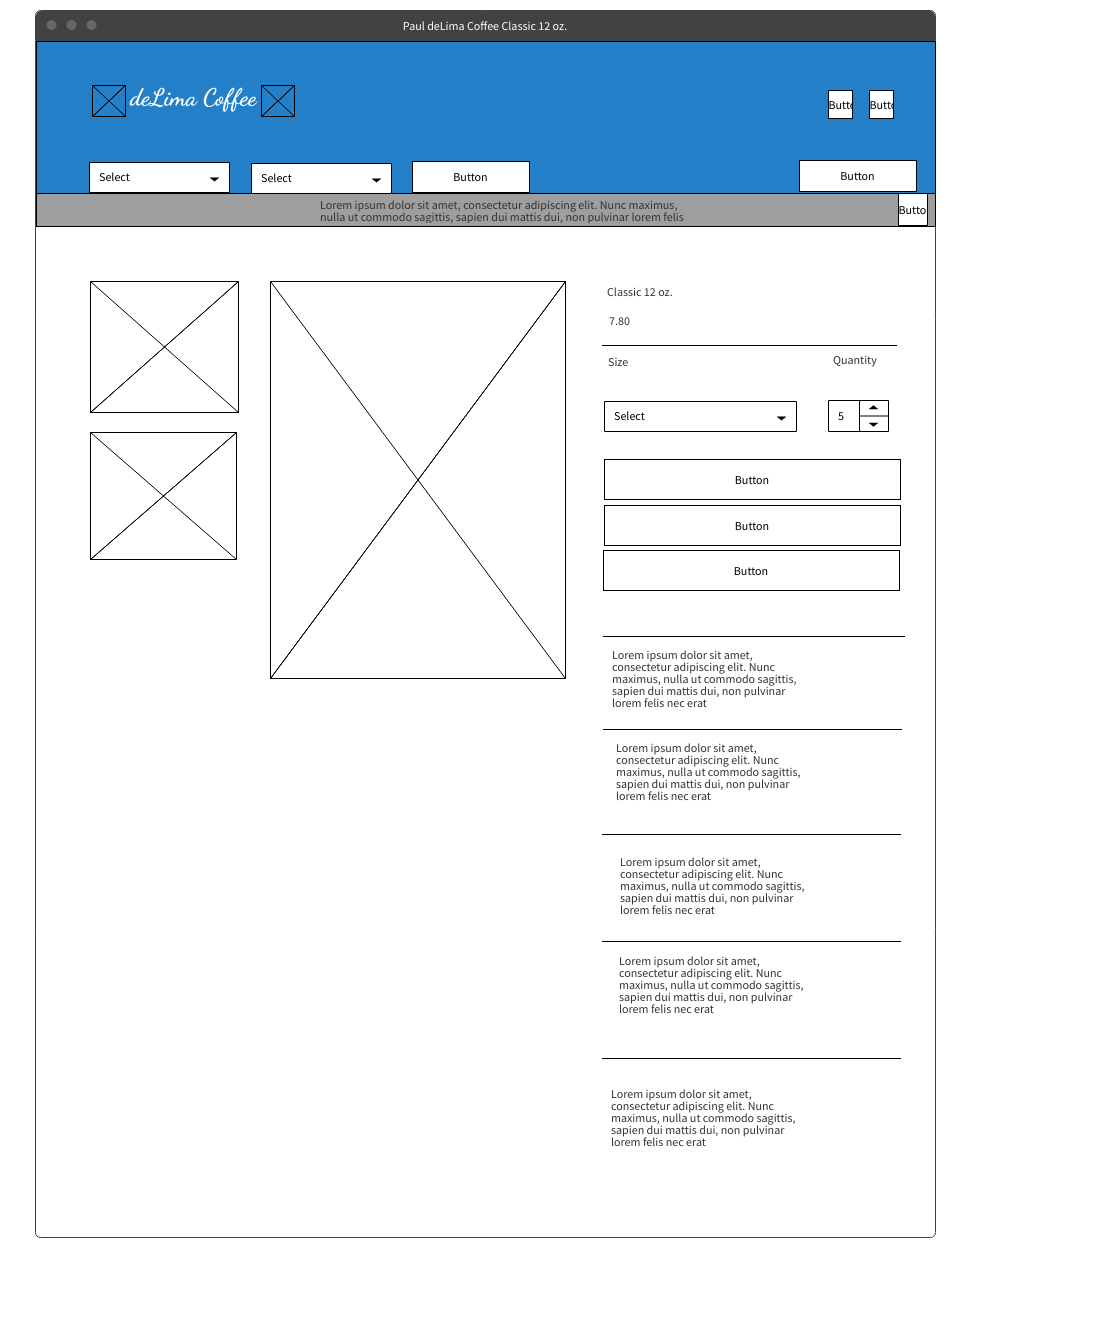 Paul deLima Coffee Classic 12 oz.
deLima Coffee
Butto
Butto
Select
Select
Button
Button
Lorem ipsum dolor sit amet, consectetur adipiscing elit. Nunc maximus,
nulla ut commodo sagittis, sapien dui mattis dui, non pulvinar lorem felis
Butto
Classic 12 oz.
7.80
Size
Quantity
Select
5
Button
Button
Button
Lorem ipsum dolor sit amet,
consectetur adipiscing elit. Nunc
maximus, nulla ut commodo sagittis,
sapien dui mattis dui, non pulvinar
lorem felis nec erat
Lorem ipsum dolor sit amet,
consectetur adipiscing elit. Nunc
maximus, nulla ut commodo sagittis,
sapien dui mattis dui, non pulvinar
lorem felis nec erat
Lorem ipsum dolor sit amet,
consectetur adipiscing elit. Nunc
maximus, nulla ut commodo sagittis,
sapien dui mattis dui, non pulvinar
lorem felis nec erat
Lorem ipsum dolor sit amet,
consectetur adipiscing elit. Nunc
maximus, nulla ut commodo sagittis,
sapien dui mattis dui, non pulvinar
lorem felis nec erat
Lorem ipsum dolor sit amet,
consectetur adipiscing elit. Nunc
maximus, nulla ut commodo sagittis,
sapien dui mattis dui, non pulvinar
lorem felis nec erat